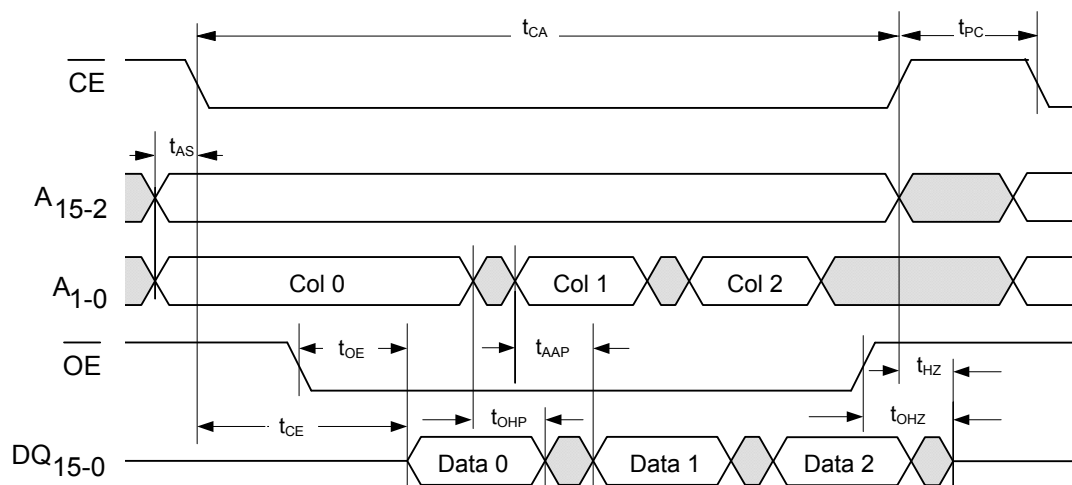 tCA
tPC
CE
tAS
A15-2
A1-0
Col 0
Col 1
Col 2
OE
tOE
tAAP
tHZ
tCE
tOHP
tOHZ
DQ15-0
Data 0
Data 1
Data 2